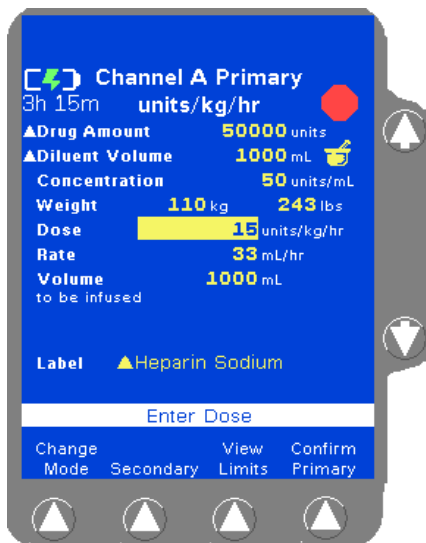 Channel A Primary
3h 15m units/kg/hr
▲Drug Amount 50000 units
▲Diluent Volume 1000 mL
Concentration 50 units/mL
Weight 110 kg 243 lbs
Dose 15 units/kg/hr
Rate 33 mL/hr
Volume 1000 mL
to be infused
Label ▲Heparin Sodium
Enter Dose
Change View Confirm
Mode Secondary Limits Primary